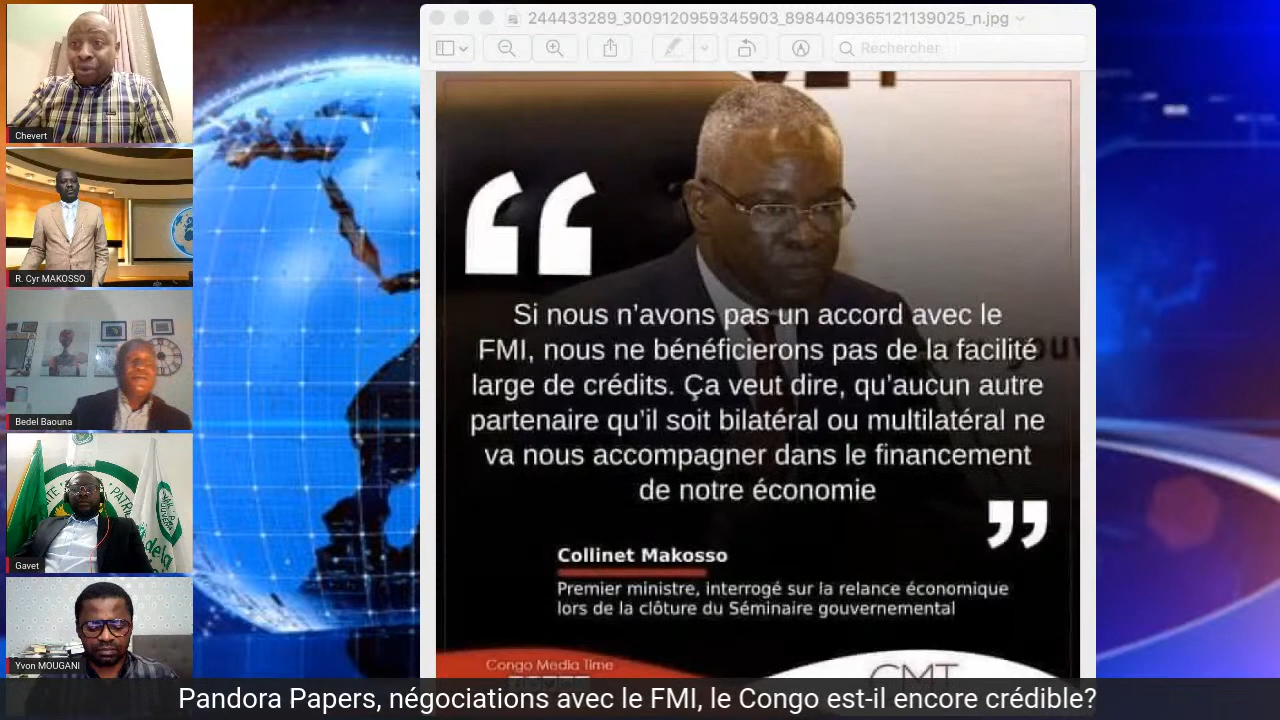 244433289_3009120959345903_8984409365121139025_n.jpg
Rechercher
Chevert
R. Cyr MAKOSSO
Bedel Baouna
Gavet
Yvon MOUGANI
“
Si nous n’avons pas un accord avec le
FMI, nous ne bénéficierons pas de la facilité
large de crédits. Ça veut dire, qu’aucun autre
partenaire qu’il soit bilatéral ou multilatéral ne
va nous accompagner dans le financement
de notre économie
”
Collinet Makosso
Premier ministre, interrogé sur la relance économique
lors de la clôture du Séminaire gouvernemental
Congo Media Time
CMT
Pandora Papers, négociations avec le FMI, le Congo est-il encore crédible?